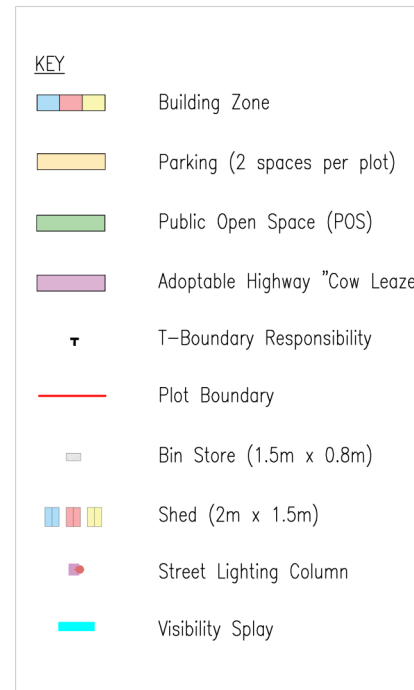 KEY
Building Zone
Parking (2 spaces per plot)
Public Open Space (POS)
Adoptable Highway "Cow Leaze
T-Boundary Responsibility
Plot Boundary
Bin Store (1.5m x 0.8m)
Shed (2m x 1.5m)
Street Lighting Column
Visibility Splay